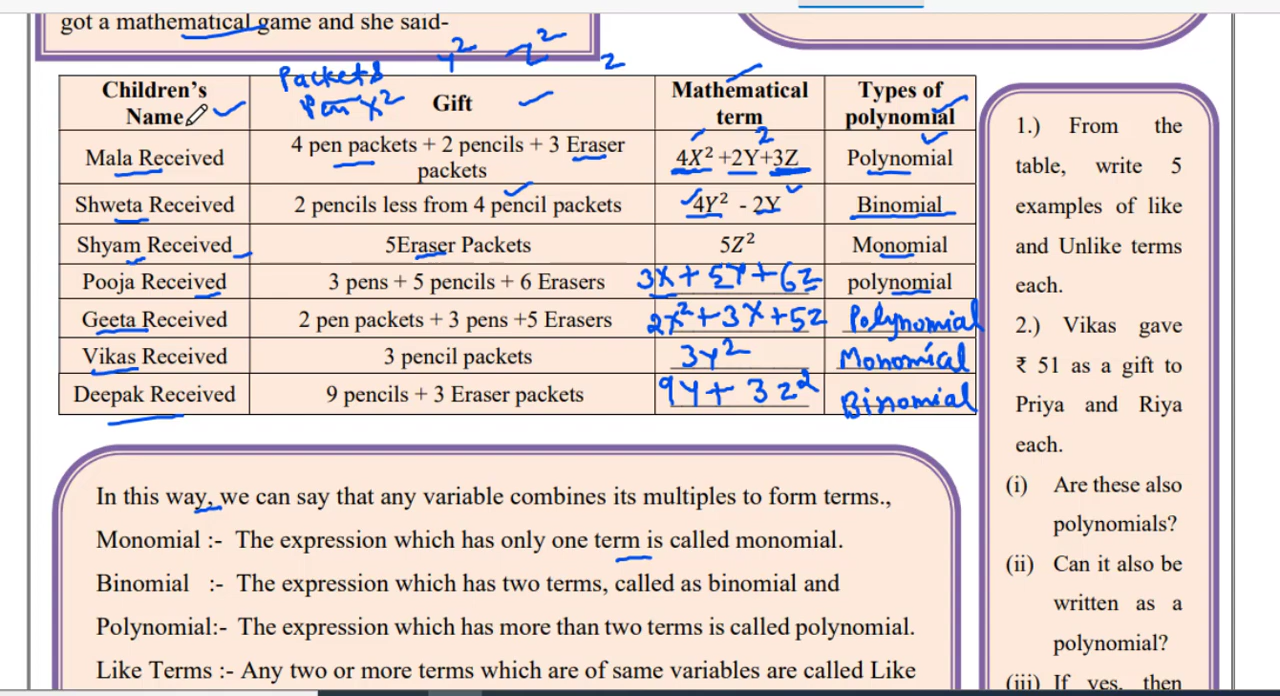 got a mathematical game and she said-
Y² Z² 2
Packets
Pen X²
Children's Name Gift Mathematical term Types of polynomial
Mala Received 4 pen packets + 2 pencils + 3 Eraser packets 4X² +2Y+3Z 2 Polynomial
Shweta Received 2 pencils less from 4 pencil packets 4Y² - 2Y Binomial
Shyam Received 5Eraser Packets 5Z² Monomial
Pooja Received 3 pens + 5 pencils + 6 Erasers 3X+5Y+6Z polynomial
Geeta Received 2 pen packets + 3 pens +5 Erasers 2X²+3X+5Z Polynomial
Vikas Received 3 pencil packets 3Y² Monomial
Deepak Received 9 pencils + 3 Eraser packets 9Y+ 3Z² Binomial
In this way, we can say that any variable combines its multiples to form terms.,
Monomial :- The expression which has only one term is called monomial.
Binomial :- The expression which has two terms, called as binomial and
Polynomial:- The expression which has more than two terms is called polynomial.
Like Terms :- Any two or more terms which are of same variables are called Like
1.) From the
table, write 5
examples of like
and Unlike terms
each.
2.) Vikas gave
₹ 51 as a gift to
Priya and Riya
each.
(i) Are these also
polynomials?
(ii) Can it also be
written as a
polynomial?
(iii) If yes, then